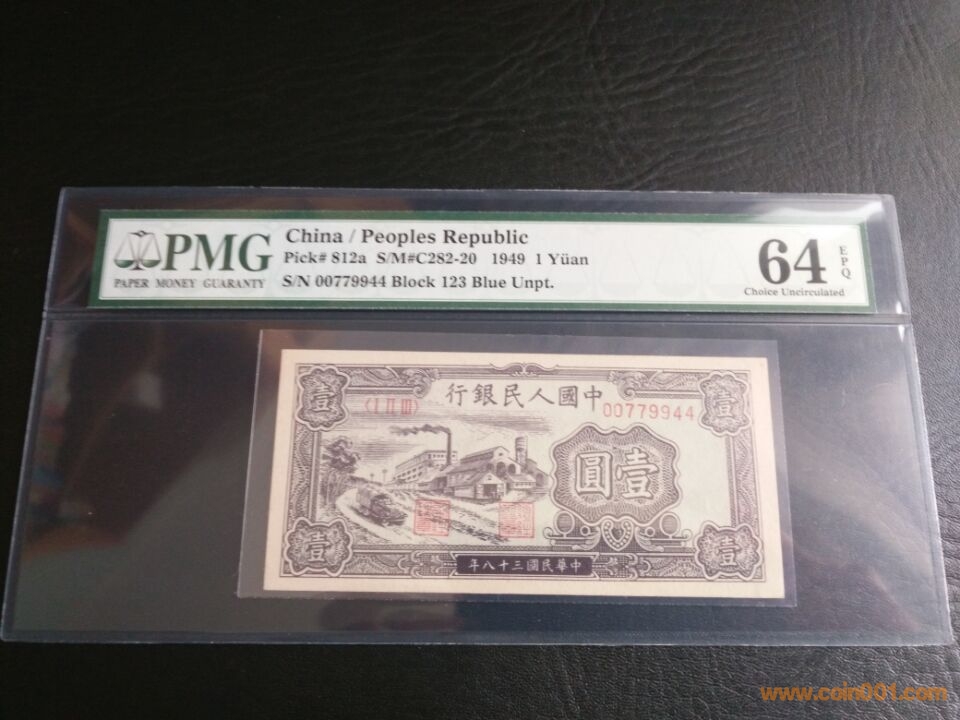 PMG
PAPER MONEY GUARANTY
China / Peoples Republic
Pick# 812a S/M#C282-20 1949 1 Yüan
S/N 00779944 Block 123 Blue Unpt.
64
EPQ
Choice Uncirculated
壹
行銀民人國中
壹
〈I II III〉
00779944
圓壹
壹
年八十三國民華中
壹
www.coin001.com